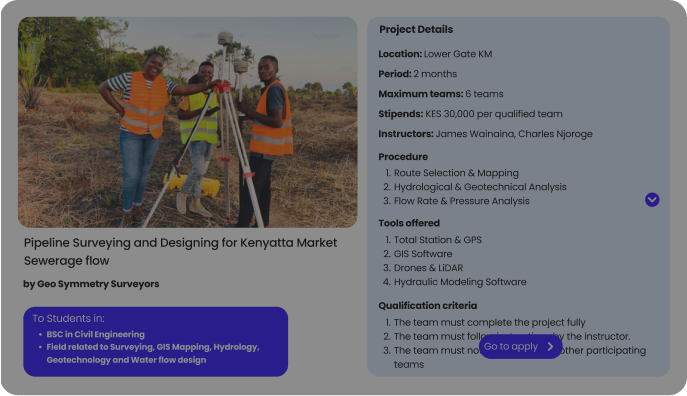 Pipeline Surveying and Designing for Kenyatta Market
Sewerage flow
by Geo Symmetry Surveyors
To Students in:
• BSC in Civil Engineering
• Field related to Surveying, GIS Mapping, Hydrology,
Geotechnology and Water flow design
Project Details
Location: Lower Gate KM
Period: 2 months
Maximum teams: 6 teams
Stipends: KES 30,000 per qualified team
Instructors: James Wainaina, Charles Njoroge
Procedure
1. Route Selection & Mapping
2. Hydrological & Geotechnical Analysis
3. Flow Rate & Pressure Analysis
Tools offered
1. Total Station & GPS
2. GIS Software
3. Drones & LiDAR
4. Hydraulic Modeling Software
Qualification criteria
1. The team must complete the project fully
2. The team must by the instructor.
3. The team must other participating
teams
Go to apply